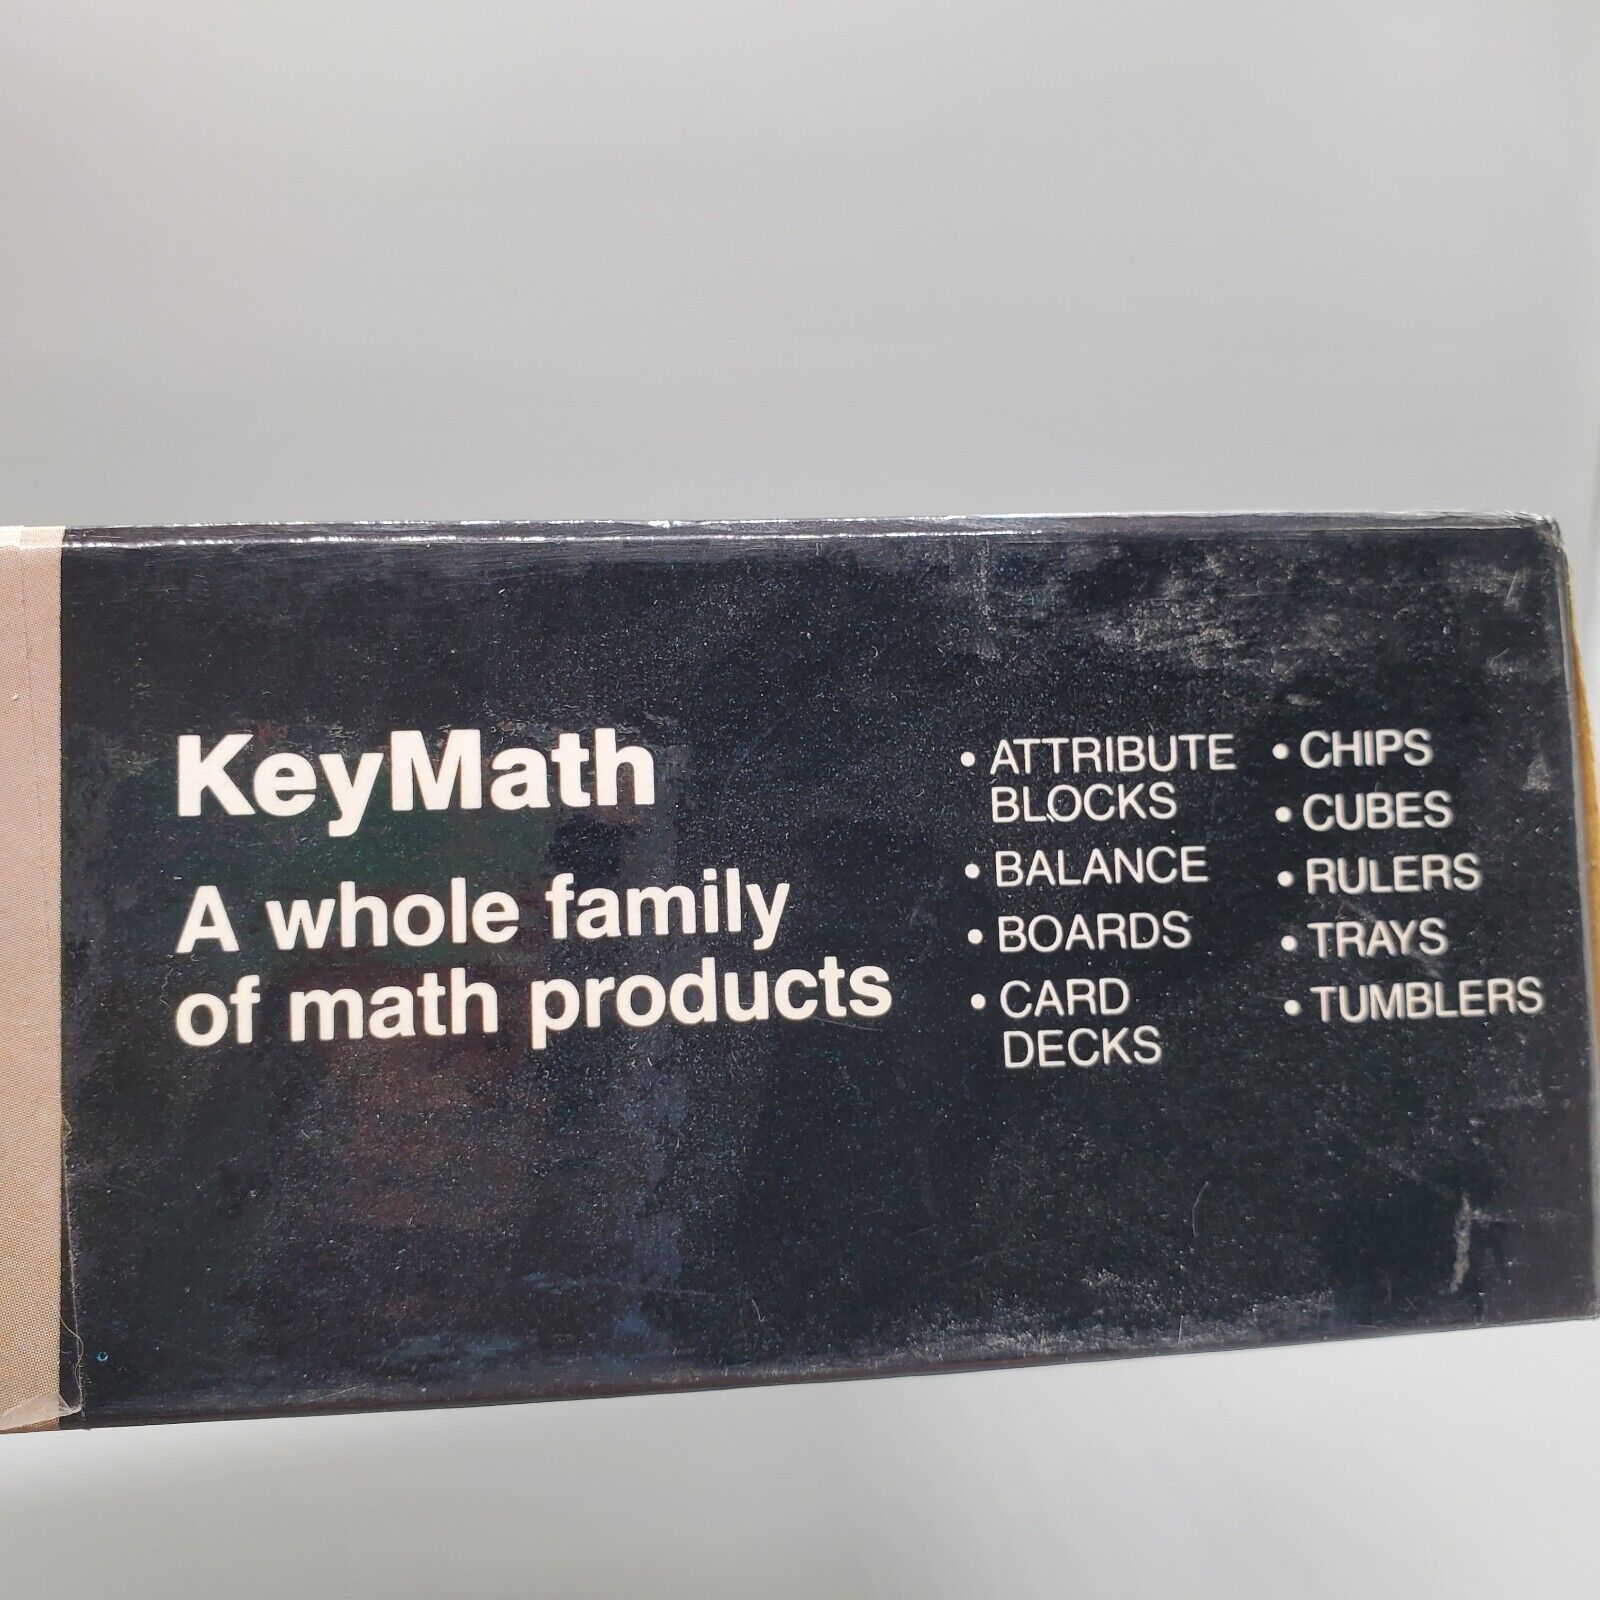 KeyMath
A whole family
of math products
• ATTRIBUTE
BLOCKS
• BALANCE
• BOARDS
• CARD
DECKS
• CHIPS
• CUBES
• RULERS
• TRAYS
• TUMBLERS